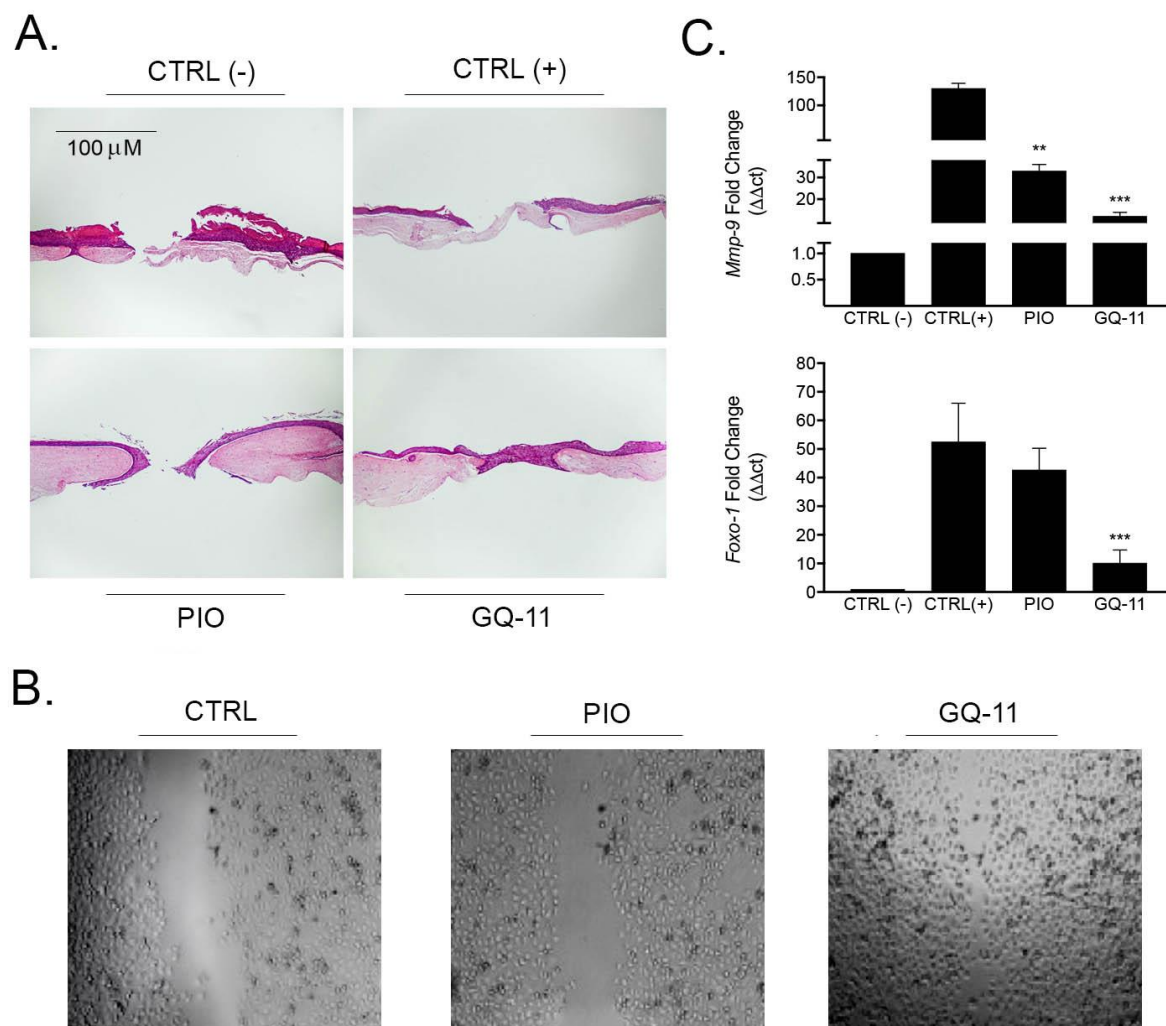 A.
CTRL (-)
CTRL (+)
100 µM
PIO
GQ-11
C.
Mmp-9 Fold Change
(ΔΔct)
150
100
30
20
1.0
0.5
CTRL (-)
CTRL(+)
PIO
GQ-11
**
***
Foxo-1 Fold Change
(ΔΔct)
80
70
60
50
40
30
20
10
0
CTRL (-)
CTRL(+)
PIO
GQ-11
***
B.
CTRL
PIO
GQ-11